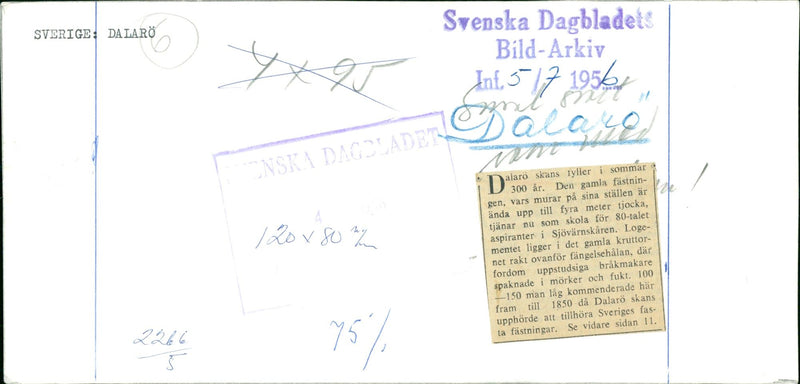 SVERIGE: DALARÖ
6
4 x 95
Svenska Dagbladets
Bild-Arkiv
Inf. 5/7 1956
"Dalarö"
SVENSKA DAGBLADET
120 x 80 m/m
75%
2266
5
Dalarö skans fyller i sommar
300 år. Den gamla fästnin-
gen, vars murar på sina ställen är
ända upp till fyra meter tjocka,
tjänar nu som skola för 80-talet
aspiranter i Sjövärnskåren. Loge-
mentet ligger i det gamla kruttor-
net rakt ovanför fängelsehålan, där
fordom uppstudsiga bråkmakare
spaknade i mörker och fukt. 100
—150 man låg kommenderade här
fram till 1850 då Dalarö skans
upphörde att tillhöra Sveriges fas-
ta fästningar. Se vidare sidan 11.